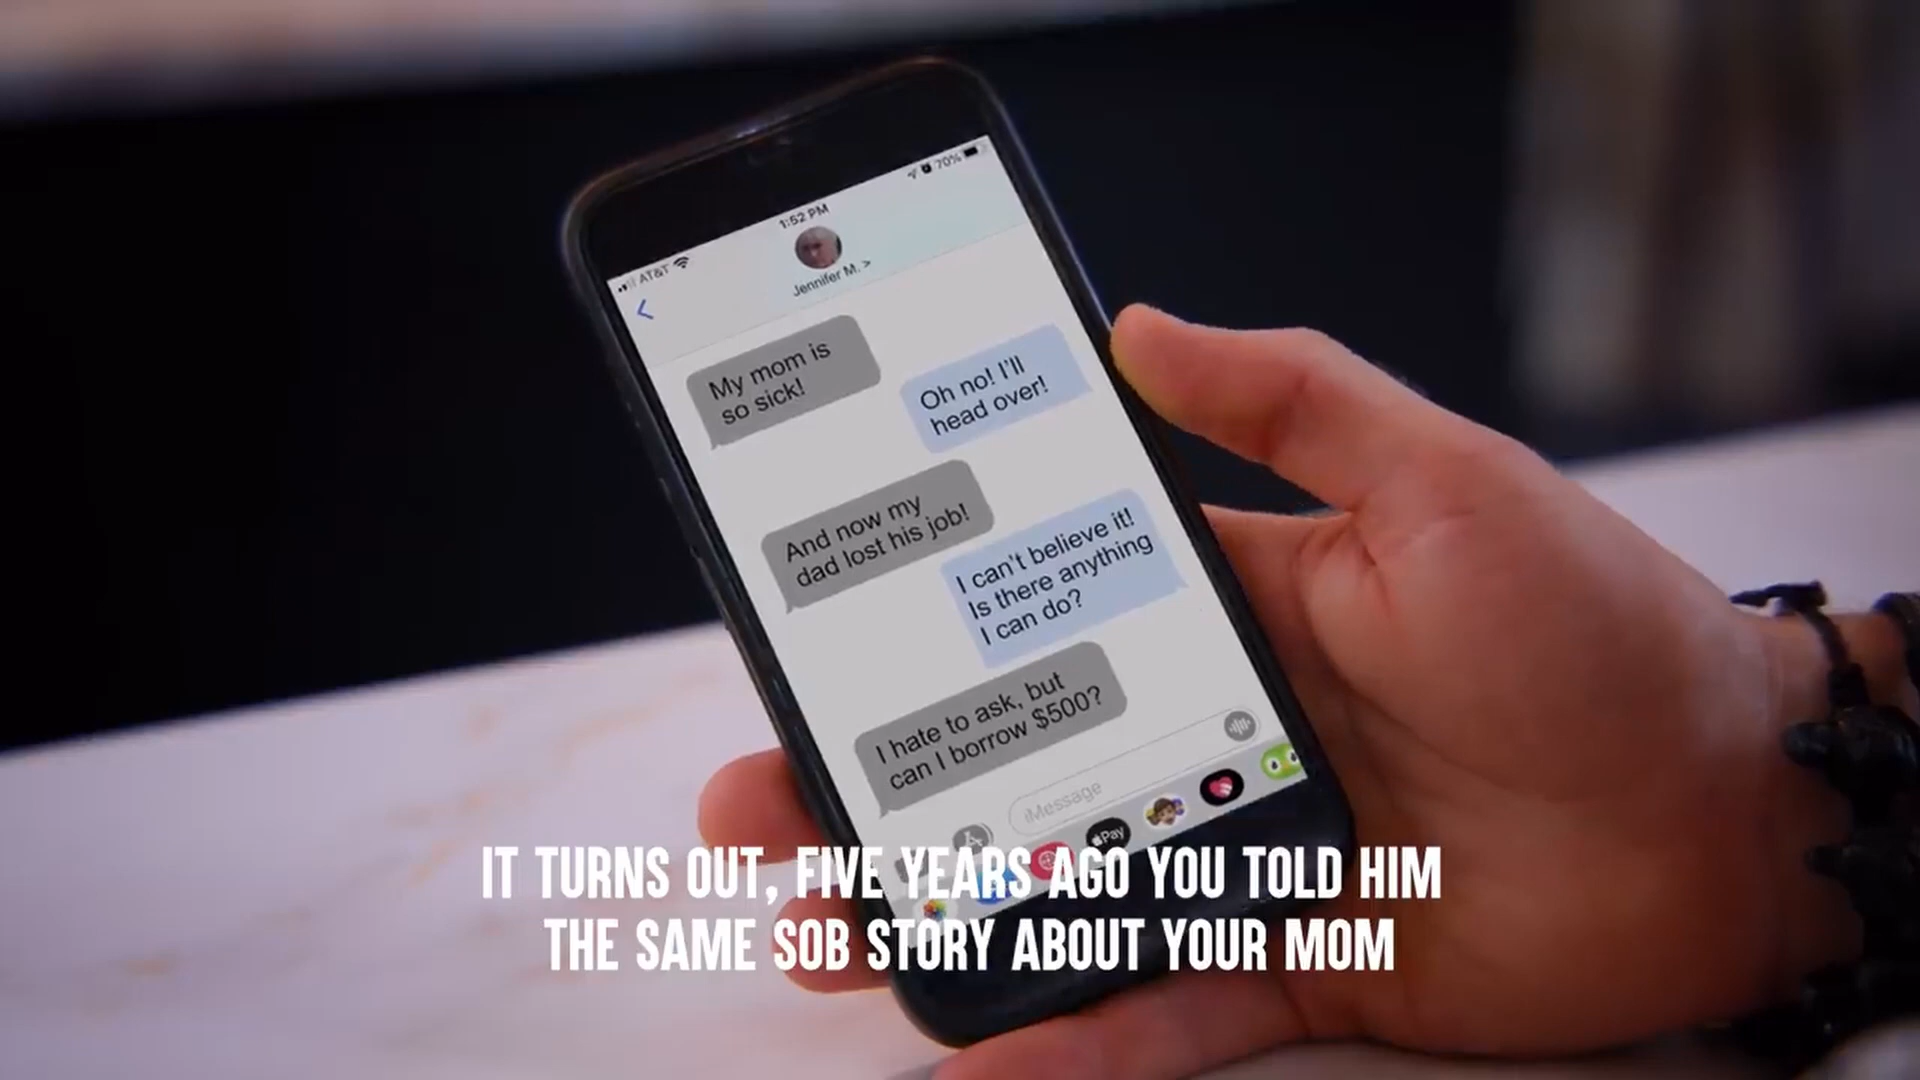 70%
1:52 PM
AT&T
Jennifer M. >
My mom is
so sick!
Oh no! I'll
head over!
And now my
dad lost his job!
I can't believe it!
Is there anything
I can do?
I hate to ask, but
can I borrow $500?
iMessage
Pay
IT TURNS OUT, FIVE YEARS AGO YOU TOLD HIM
THE SAME SOB STORY ABOUT YOUR MOM